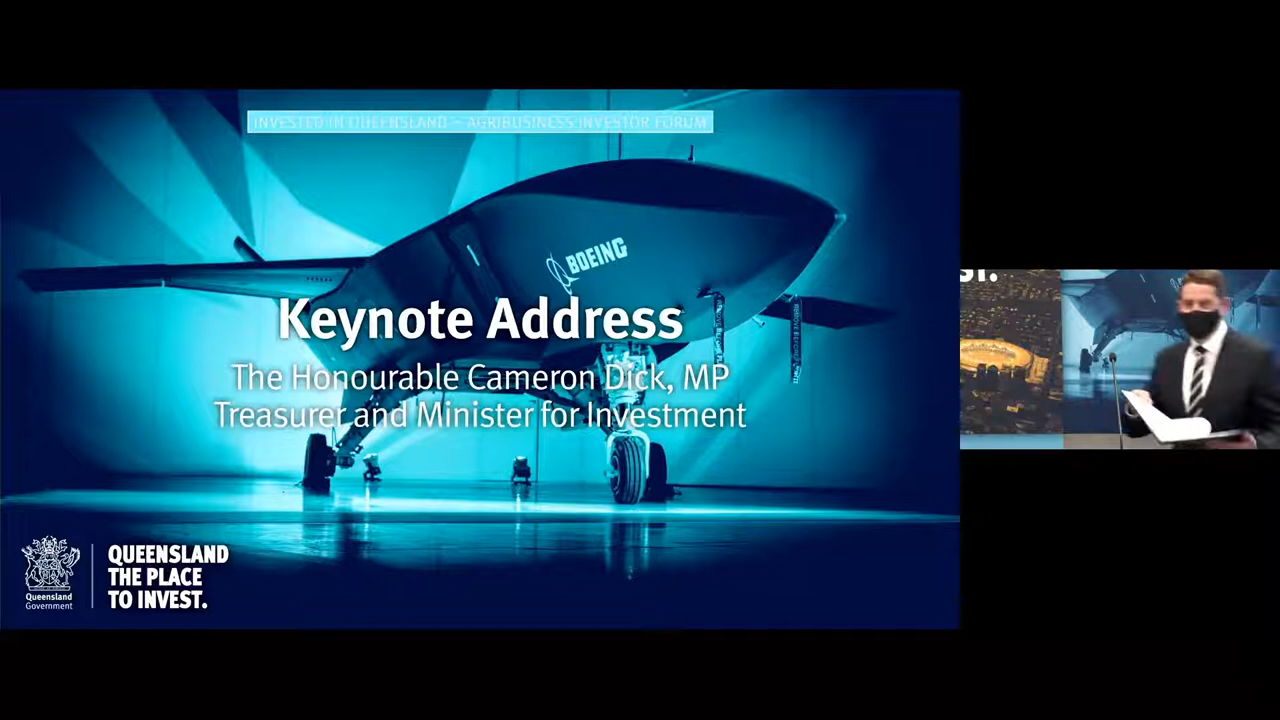 INVESTED IN QUEENSLAND – AGRIBUSINESS INVESTOR FORUM
BOEING
Keynote Address
The Honourable Cameron Dick, MP
Treasurer and Minister for Investment
Queensland
Government
QUEENSLAND
THE PLACE
TO INVEST.